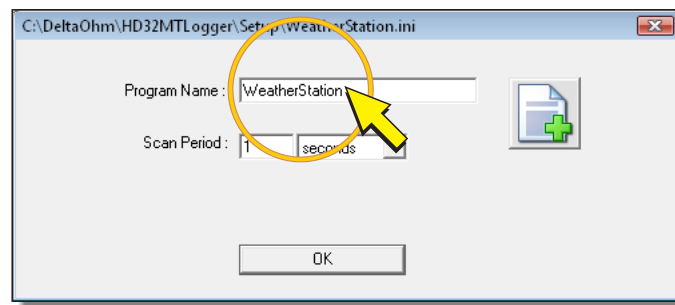 C:\DeltaOhm\HD32MTLogger\Setup\WeatherStation.ini
Program Name : WeatherStation
Scan Period : 1 seconds
OK